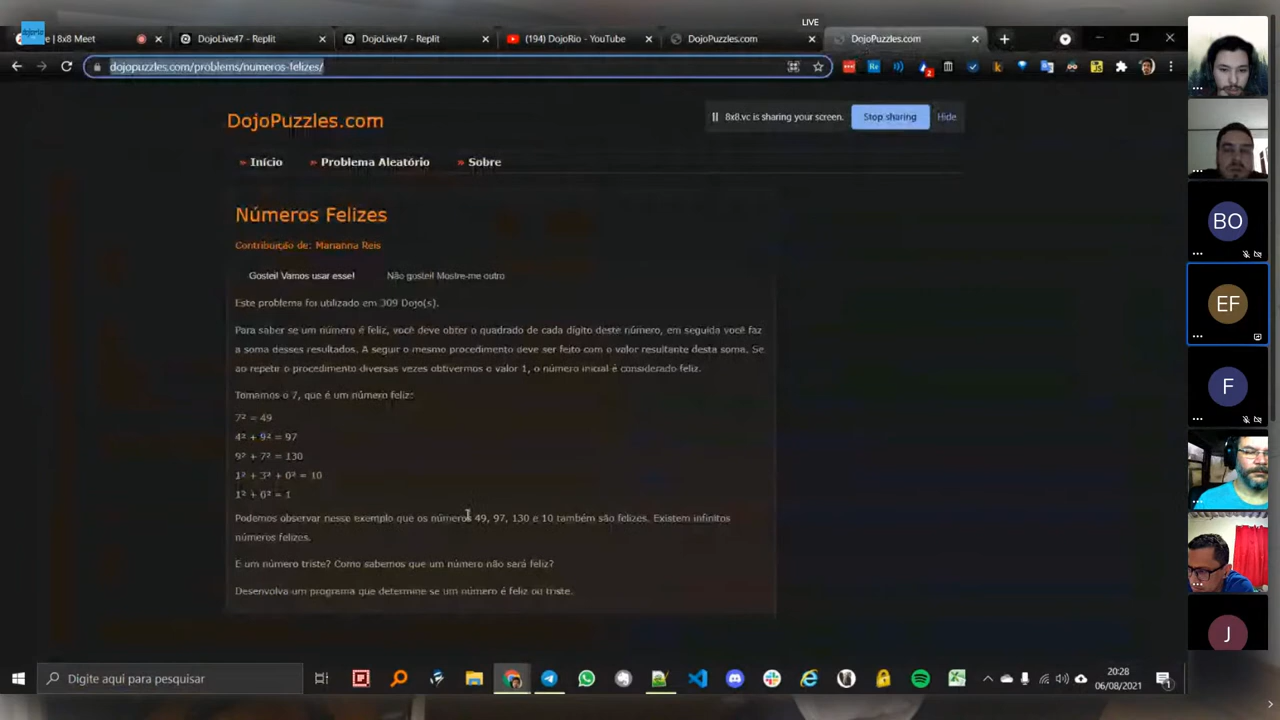 LIVE
dojorio
8x8 Meet
DojoLive47 - Replit
DojoLive47 - Replit
(194) DojoRio - YouTube
DojoPuzzles.com
DojoPuzzles.com
dojopuzzles.com/problems/numeros-felizes/
Re
2
DojoPuzzles.com
8x8.vc is sharing your screen.
Stop sharing
Hide
» Início
» Problema Aleatório
» Sobre
Números Felizes
Contribuição de: Marianna Reis
Gostei! Vamos usar esse!
Não gostei! Mostre-me outro
Este problema foi utilizado em 309 Dojo(s).
Para saber se um número é feliz, você deve obter o quadrado de cada dígito deste número, em seguida você faz
a soma desses resultados. A seguir o mesmo procedimento deve ser feito com o valor resultante desta soma. Se
ao repetir o procedimento diversas vezes obtivermos o valor 1, o número inicial é considerado feliz.
Tomamos o 7, que é um número feliz:
7² = 49
4² + 9² = 97
9² + 7² = 130
1² + 3² + 0² = 10
1² + 0² = 1
Podemos observar nesse exemplo que os números 49, 97, 130 e 10 também são felizes. Existem infinitos
números felizes.
E um número triste? Como sabemos que um número não será feliz?
Desenvolva um programa que determine se um número é feliz ou triste.
BO
EF
F
J
Digite aqui para pesquisar
20:28
06/08/2021
1